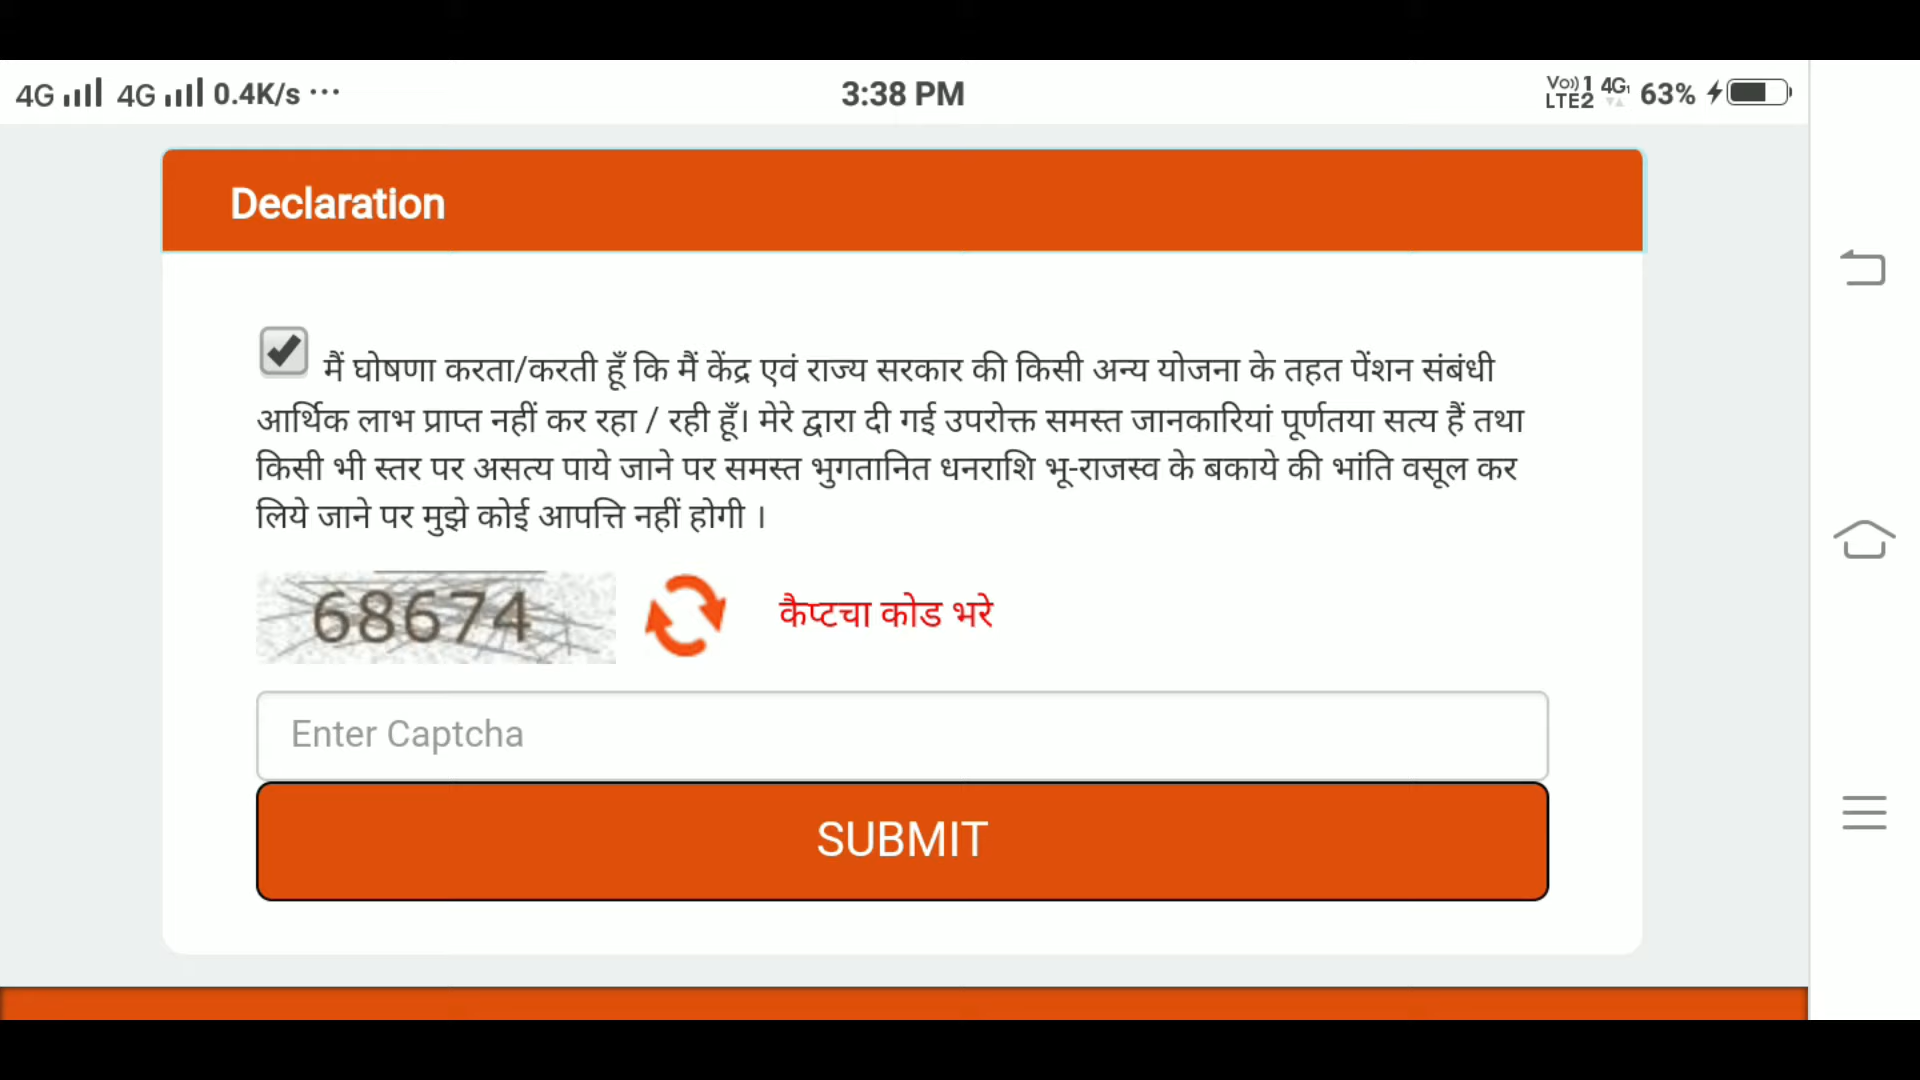 4G 4G 0.4K/s ... 3:38 PM Vo)) 1 4G 63%
LTE2
Declaration
मैं घोषणा करता/करती हूँ कि मैं केंद्र एवं राज्य सरकार की किसी अन्य योजना के तहत पेंशन संबंधी
आर्थिक लाभ प्राप्त नहीं कर रहा / रही हूँ। मेरे द्वारा दी गई उपरोक्त समस्त जानकारियां पूर्णतया सत्य हैं तथा
किसी भी स्तर पर असत्य पाये जाने पर समस्त भुगतानित धनराशि भू-राजस्व के बकाये की भांति वसूल कर
लिये जाने पर मुझे कोई आपत्ति नहीं होगी ।
68674 कैप्टचा कोड भरे
Enter Captcha
SUBMIT